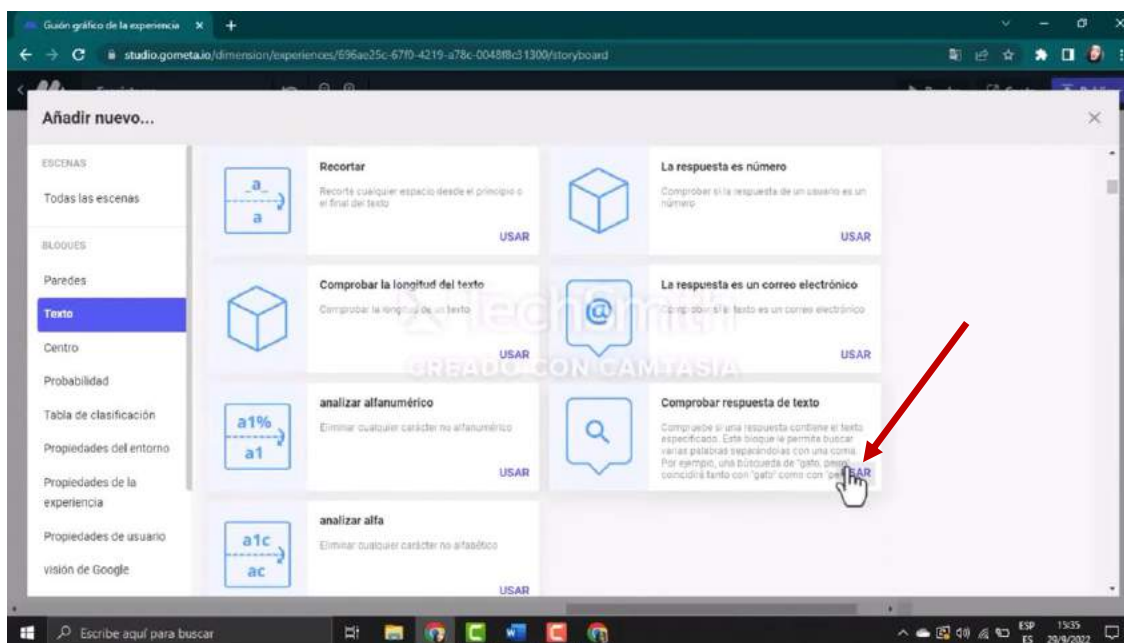 Guión gráfico de la experiencia
studio.gometa.io/dimension/experiences/696ae25c-67f0-4219-a78c-0048f8c31300/storyboard
Añadir nuevo...
ESCENAS
Todas las escenas
BLOQUES
Paredes
Texto
Centro
Probabilidad
Tabla de clasificación
Propiedades del entorno
Propiedades de la
experiencia
Propiedades de usuario
visión de Google
a
a
Recortar
Recorte cualquier espacio desde el principio o
el final del texto
USAR
La respuesta es número
Comprobar si la respuesta de un usuario es un
número
USAR
Comprobar la longitud del texto
Comprobar la longitud de un texto
USAR
@
La respuesta es un correo electrónico
Comprobar si el texto es un correo electrónico
USAR
TechSmith
CREADO CON CAMTASIA
a1%
a1
analizar alfanumérico
Eliminar cualquier carácter no alfanumérico
USAR
Comprobar respuesta de texto
Compruebe si una respuesta contiene el texto
especificado. Este bloque le permite buscar
varias palabras separándolas con una coma.
Por ejemplo, una búsqueda de "gato, perro"
coincidirá tanto con "gato" como con
a1c
ac
analizar alfa
Eliminar cualquier carácter no alfabético
USAR
Escribe aquí para buscar
ESP
ES
15:35
29/9/2022